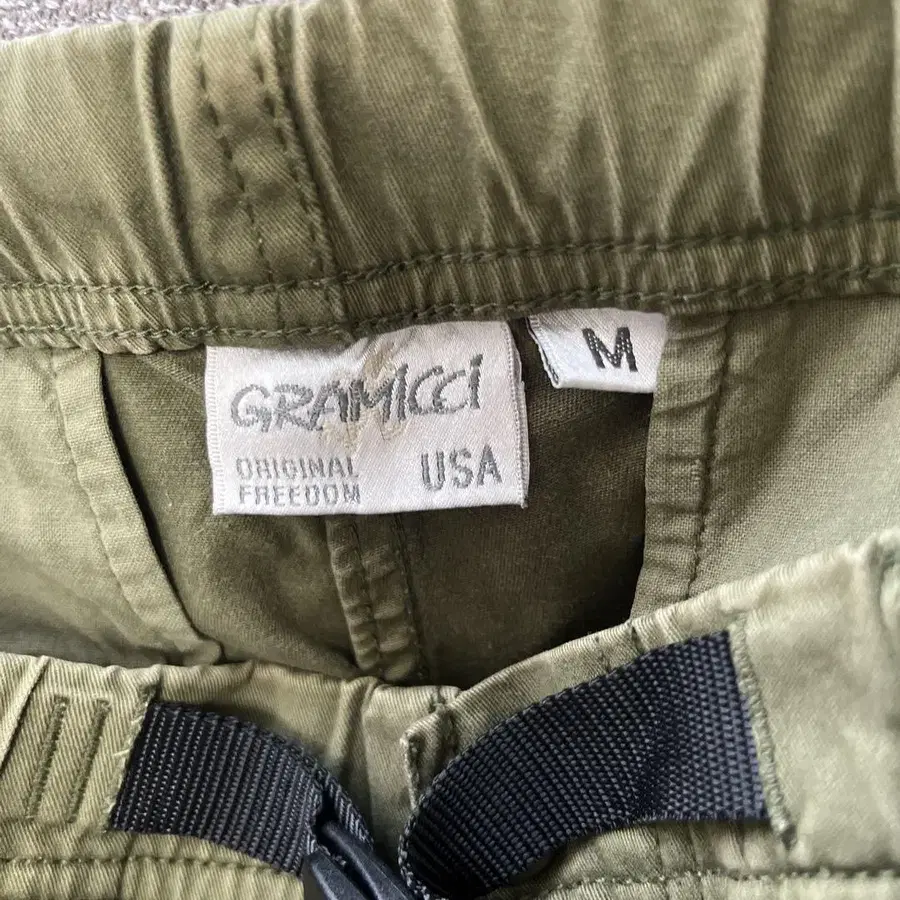 GRAMiCCi
ORIGINAL
FREEDOM
USA
M